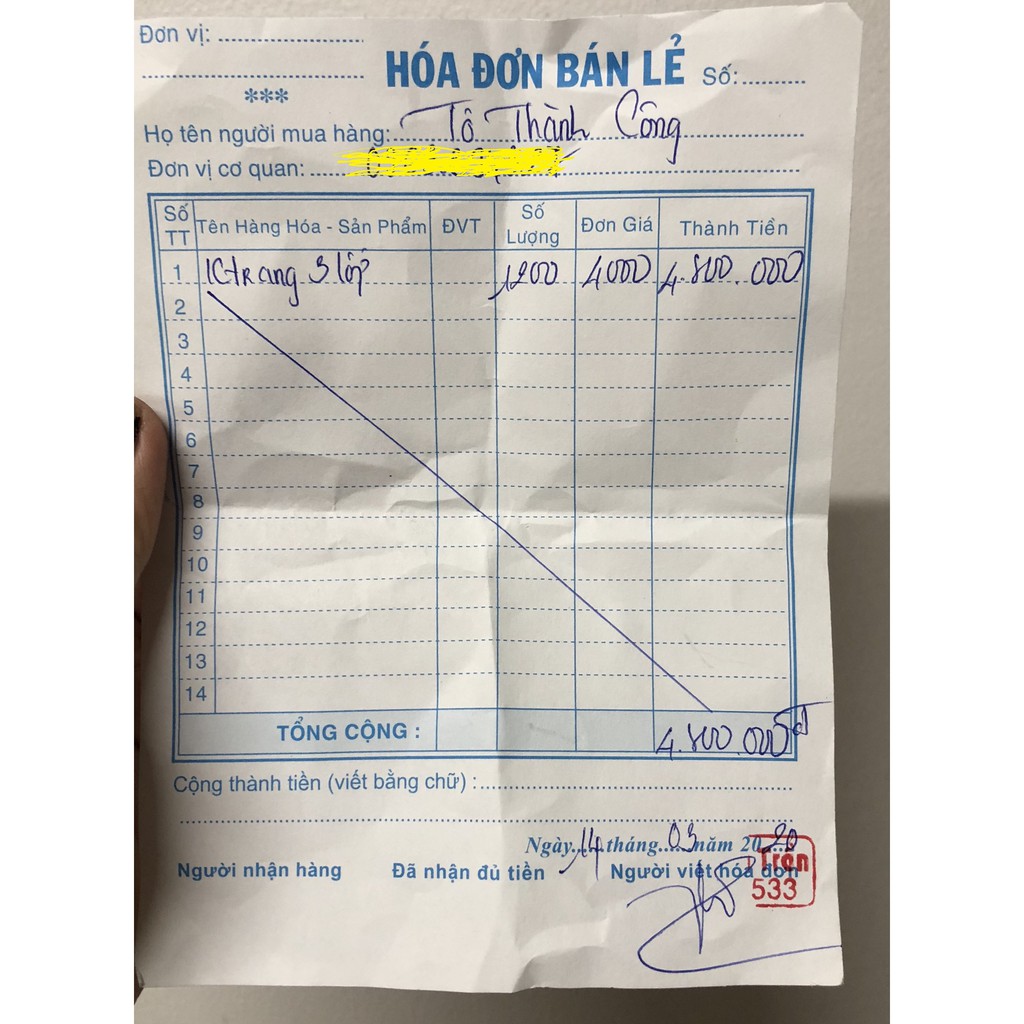 Đơn vị: ........................
HÓA ĐƠN BÁN LẺ Số:..........
***
Họ tên người mua hàng: Tô Thành Công
Đơn vị cơ quan: ........................
Số TT Tên Hàng Hóa - Sản Phẩm ĐVT Số Lượng Đơn Giá Thành Tiền
1 Ktrang 3 lớp 1200 4000 4.800.000
2
3
4
5
6
7
8
9
10
11
12
13
14
TỔNG CỘNG : 4.800.000đ
Cộng thành tiền (viết bằng chữ) :........................
Ngày 14 tháng 03 năm 2020
Người nhận hàng Đã nhận đủ tiền Người viết hóa đơn
533